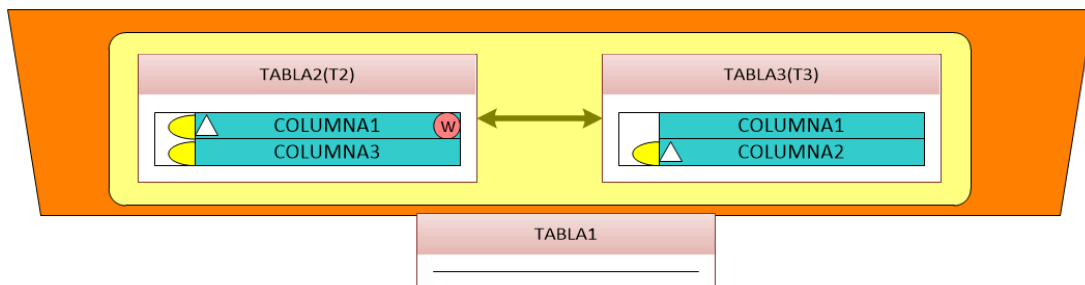 TABLA2(T2)
COLUMNA1 W
COLUMNA3
TABLA3(T3)
COLUMNA1
COLUMNA2
TABLA1